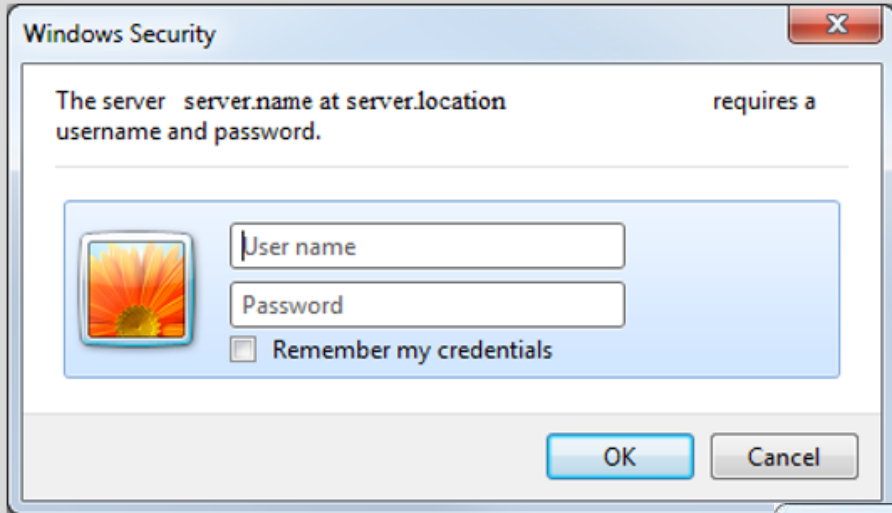 Windows Security
The server server.name at server.location requires a
username and password.
User name
Password
Remember my credentials
OK
Cancel